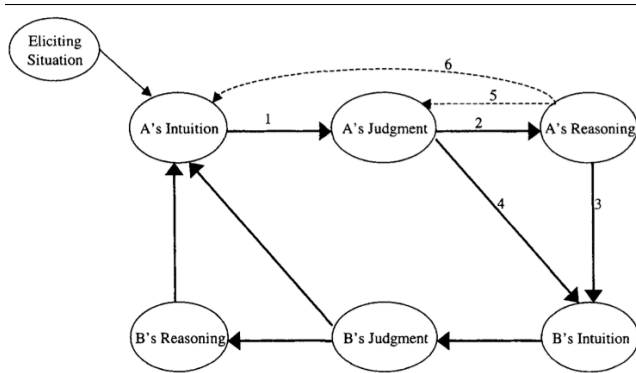 Eliciting
Situation
6
5
A's Intuition
1
A's Judgment
2
A's Reasoning
4
3
B's Reasoning
B's Judgment
B's Intuition